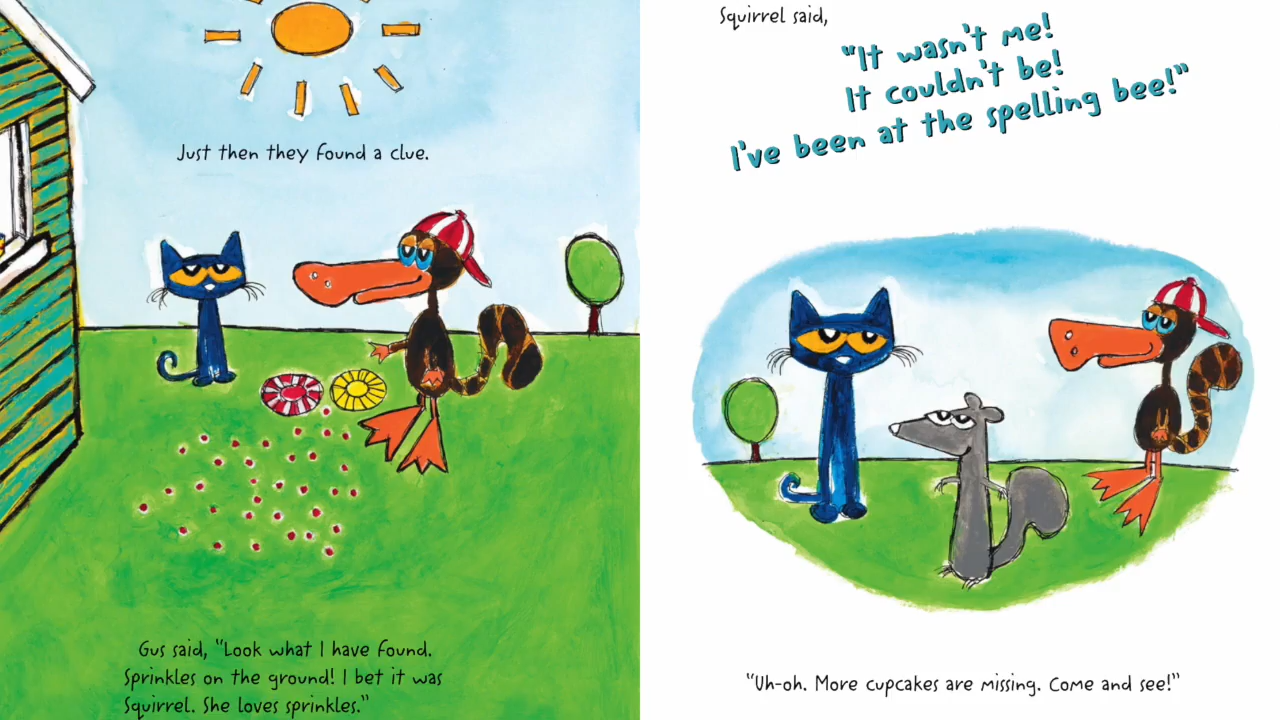 Just then they found a clue.
Gus said, “Look what I have found.
Sprinkles on the ground! I bet it was
Squirrel. She loves sprinkles.”
Squirrel said,
“It wasn’t me!
It couldn’t be!
I’ve been at the spelling bee!”
“Uh-oh. More cupcakes are missing. Come and see!”